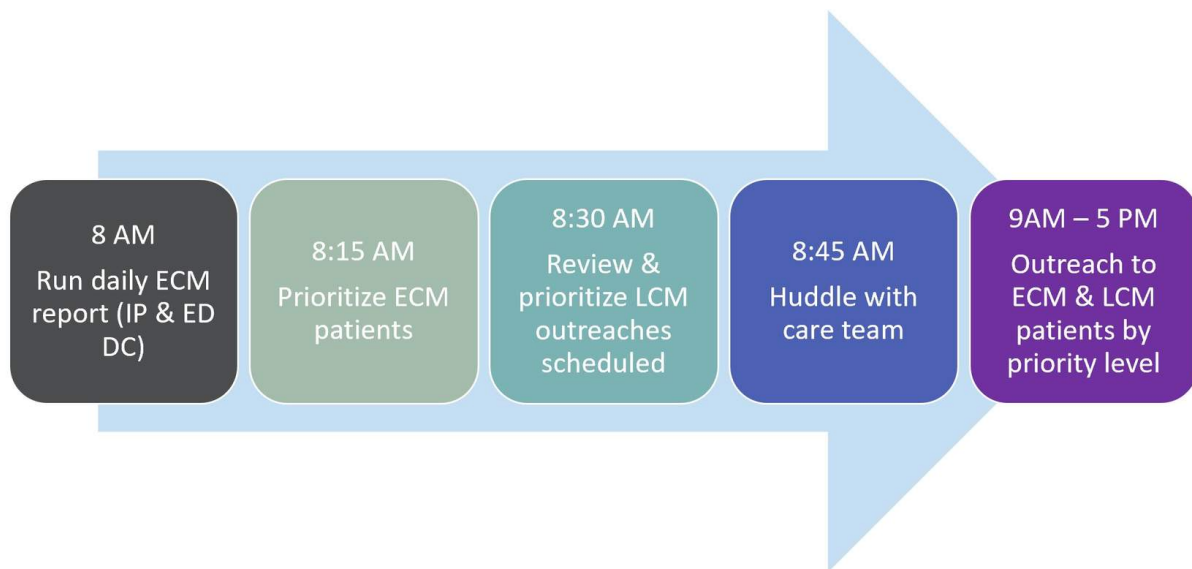 8 AM
Run daily ECM
report (IP & ED
DC)
8:15 AM
Prioritize ECM
patients
8:30 AM
Review &
prioritize LCM
outreaches
scheduled
8:45 AM
Huddle with
care team
9AM – 5 PM
Outreach to
ECM & LCM
patients by
priority level